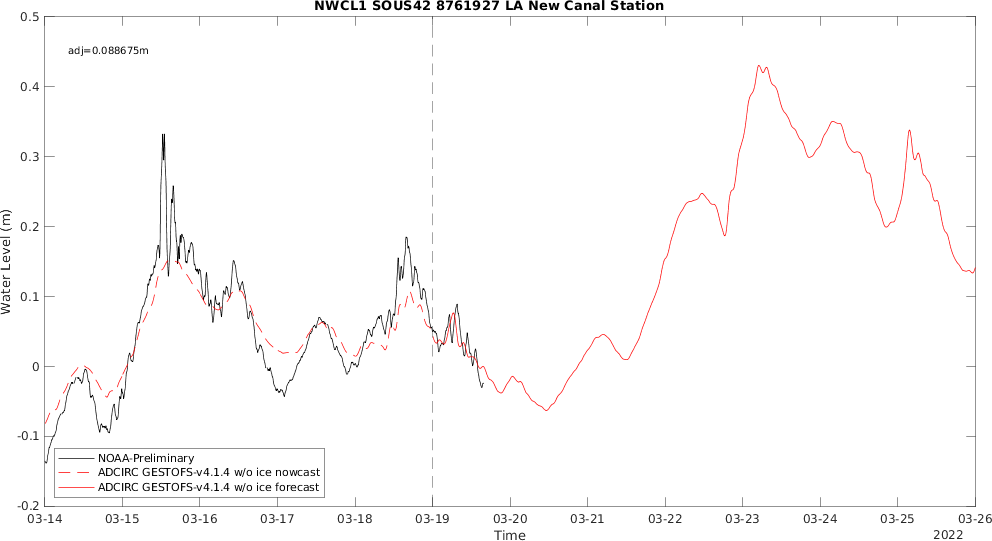 NWCL1 SOUS42 8761927 LA New Canal Station
0.5
adj=0.088675m
0.4
0.3
0.2
0.1
0
-0.1
-0.2
Water Level (m)
NOAA-Preliminary
ADCIRC GESTOFS-v4.1.4 w/o ice nowcast
ADCIRC GESTOFS-v4.1.4 w/o ice forecast
03-14 03-15 03-16 03-17 03-18 03-19 03-20 03-21 03-22 03-23 03-24 03-25 03-26
Time
2022